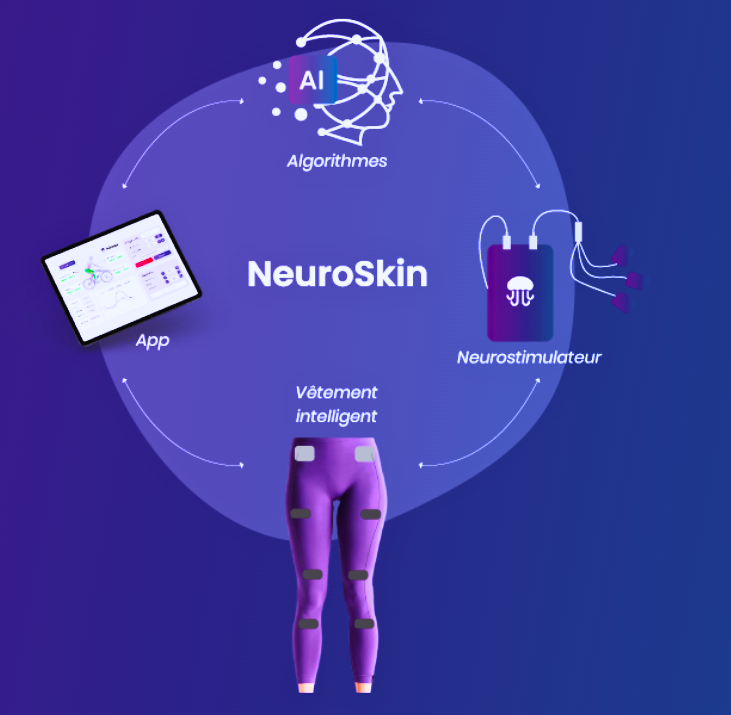 AI
Algorithmes
NeuroSkin
App
Neurostimulateur
Vêtement
intelligent